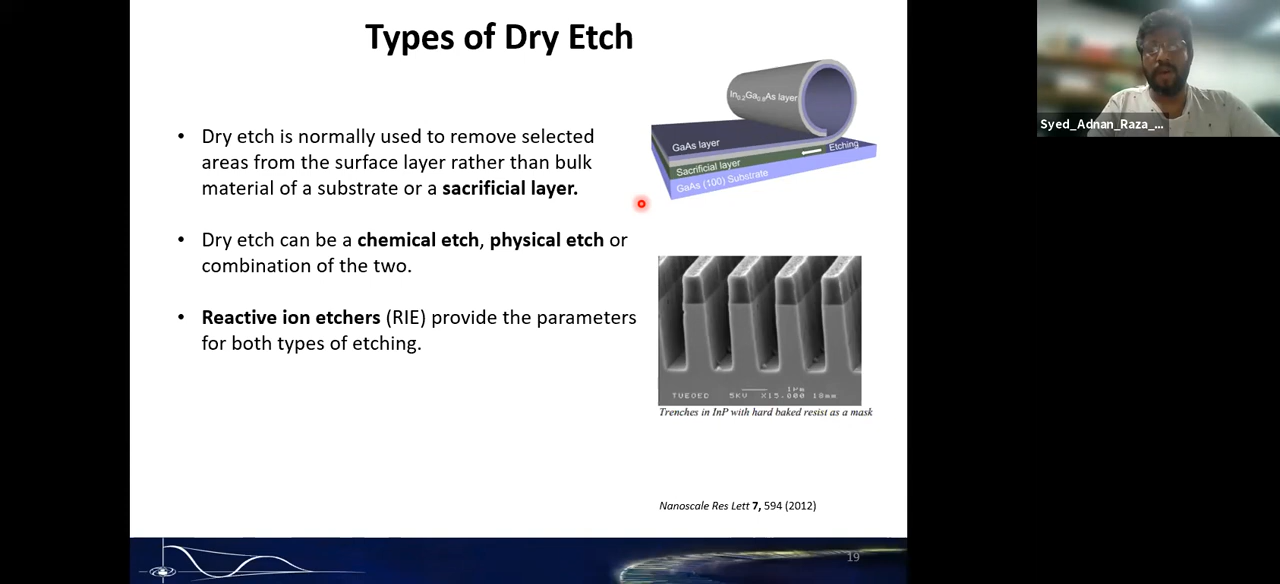 Types of Dry Etch
Syed_Adnan_Raza_...
• Dry etch is normally used to remove selected
areas from the surface layer rather than bulk
material of a substrate or a sacrificial layer.
• Dry etch can be a chemical etch, physical etch or
combination of the two.
• Reactive ion etchers (RIE) provide the parameters
for both types of etching.
In0.2Ga0.8As layer
GaAs layer
Etching
Sacrificial layer
GaAs (100) Substrate
1µm
TUEOED 5KV X15,000 18mm
Trenches in InP with hard baked resist as a mask
Nanoscale Res Lett 7, 594 (2012)
19